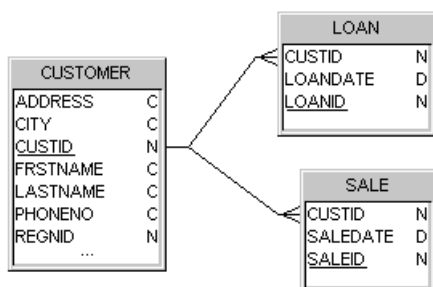 CUSTOMER
ADDRESS C
CITY C
CUSTID N
FRSTNAME C
LASTNAME C
PHONENO C
REGNID N
...
LOAN
CUSTID N
LOANDATE D
LOANID N
SALE
CUSTID N
SALEDATE D
SALEID N